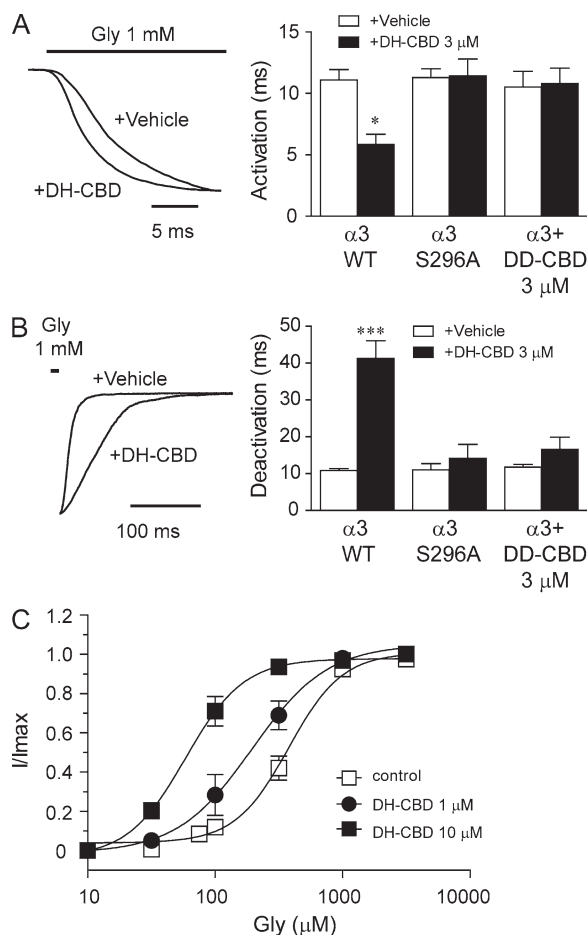 A
Gly 1 mM
+Vehicle
+DH-CBD
5 ms
+Vehicle
+DH-CBD 3 μM
Activation (ms)
15
10
5
0
*
α3
WT
α3
S296A
α3+
DD-CBD
3 μM
B
Gly
1 mM
+Vehicle
+DH-CBD
100 ms
+Vehicle
+DH-CBD 3 μM
Deactivation (ms)
50
40
30
20
10
0
***
α3
WT
α3
S296A
α3+
DD-CBD
3 μM
C
I/Imax
1.2
1.0
0.8
0.6
0.4
0.2
0
control
DH-CBD 1 μM
DH-CBD 10 μM
10
100
1000
10000
Gly (μM)